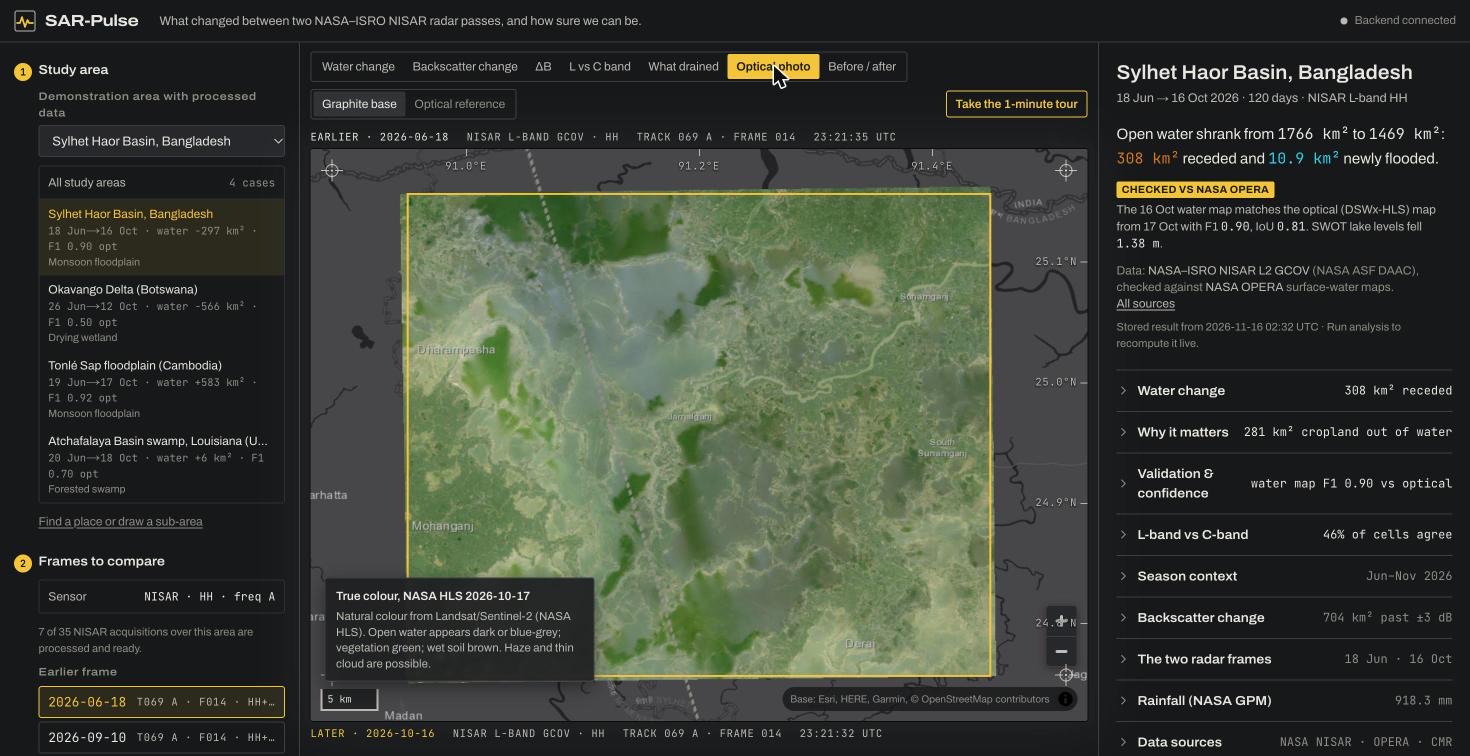 SAR-Pulse
What changed between two NASA–ISRO NISAR radar passes, and how sure we can be.
Backend connected
1
Study area
Demonstration area with processed
data
Sylhet Haor Basin, Bangladesh
All study areas 4 cases
Sylhet Haor Basin, Bangladesh
18 Jun→16 Oct · water -297 km² ·
F1 0.90 opt
Monsoon floodplain
Okavango Delta (Botswana)
26 Jun→12 Oct · water -566 km² ·
F1 0.50 opt
Drying wetland
Tonlé Sap floodplain (Cambodia)
19 Jun→17 Oct · water +583 km² ·
F1 0.92 opt
Monsoon floodplain
Atchafalaya Basin swamp, Louisiana (U...
20 Jun→18 Oct · water +6 km² · F1
0.70 opt
Forested swamp
Find a place or draw a sub-area
2
Frames to compare
Sensor NISAR · HH · freq A
7 of 35 NISAR acquisitions over this area are
processed and ready.
Earlier frame
2026-06-18 T069 A · F014 · HH+…
2026-09-10 T069 A · F014 · HH+…
Water change Backscatter change ΔB L vs C band What drained Optical photo Before / after
Graphite base Optical reference
Take the 1-minute tour
EARLIER · 2026-06-18 NISAR L-BAND GCOV · HH TRACK 069 A · FRAME 014 23:21:35 UTC
91.0°E 91.2°E 91.4°E
INDIA
BANGLADESH
25.1°N
Sunamganj
Dharampasha
25.0°N
Jamalganj
South
Sunamganj
arhatta
24.9°N
Mohanganj
Derai
True colour, NASA HLS 2026-10-17
Natural colour from Landsat/Sentinel-2 (NASA
HLS). Open water appears dark or blue-grey;
vegetation green; wet soil brown. Haze and thin
cloud are possible.
+
−
5 km
Madan
Base: Esri, HERE, Garmin, © OpenStreetMap contributors
LATER · 2026-10-16 NISAR L-BAND GCOV · HH TRACK 069 A · FRAME 014 23:21:32 UTC
Sylhet Haor Basin, Bangladesh
18 Jun → 16 Oct 2026 · 120 days · NISAR L-band HH
Open water shrank from 1766 km² to 1469 km²:
308 km² receded and 10.9 km² newly flooded.
CHECKED VS NASA OPERA
The 16 Oct water map matches the optical (DSWx-HLS) map
from 17 Oct with F1 0.90, IoU 0.81. SWOT lake levels fell
1.38 m.
Data: NASA–ISRO NISAR L2 GCOV (NASA ASF DAAC),
checked against NASA OPERA surface-water maps.
All sources
Stored result from 2026-11-16 02:32 UTC · Run analysis to
recompute it live.
Water change 308 km² receded
Why it matters 281 km² cropland out of water
Validation &
confidence
water map F1 0.90 vs optical
L-band vs C-band 46% of cells agree
Season context Jun–Nov 2026
Backscatter change 704 km² past ±3 dB
The two radar frames 18 Jun · 16 Oct
Rainfall (NASA GPM) 918.3 mm
Data sources NASA NISAR · OPERA · CMR